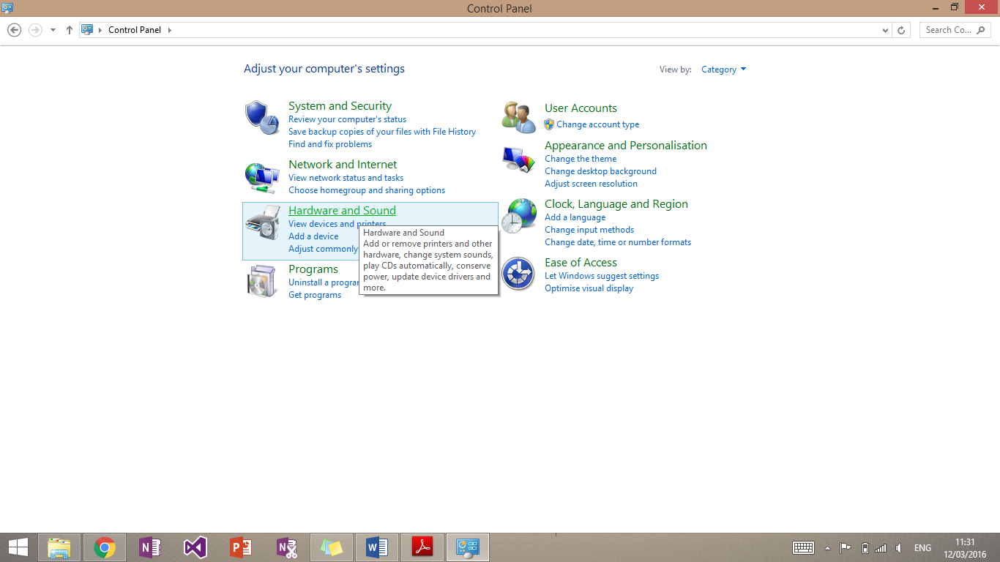 Control Panel
Control Panel
Search Co...
Adjust your computer's settings
View by: Category
System and Security
Review your computer's status
Save backup copies of your files with File History
Find and fix problems
Network and Internet
View network status and tasks
Choose homegroup and sharing options
Hardware and Sound
View devices and printers
Add a device
Adjust commonly
Hardware and Sound
Add or remove printers and other
hardware, change system sounds,
play CDs automatically, conserve
power, update device drivers and
more.
Programs
Uninstall a program
Get programs
User Accounts
Change account type
Appearance and Personalisation
Change the theme
Change desktop background
Adjust screen resolution
Clock, Language and Region
Add a language
Change input methods
Change date, time or number formats
Ease of Access
Let Windows suggest settings
Optimise visual display
ENG
11:31
12/03/2016